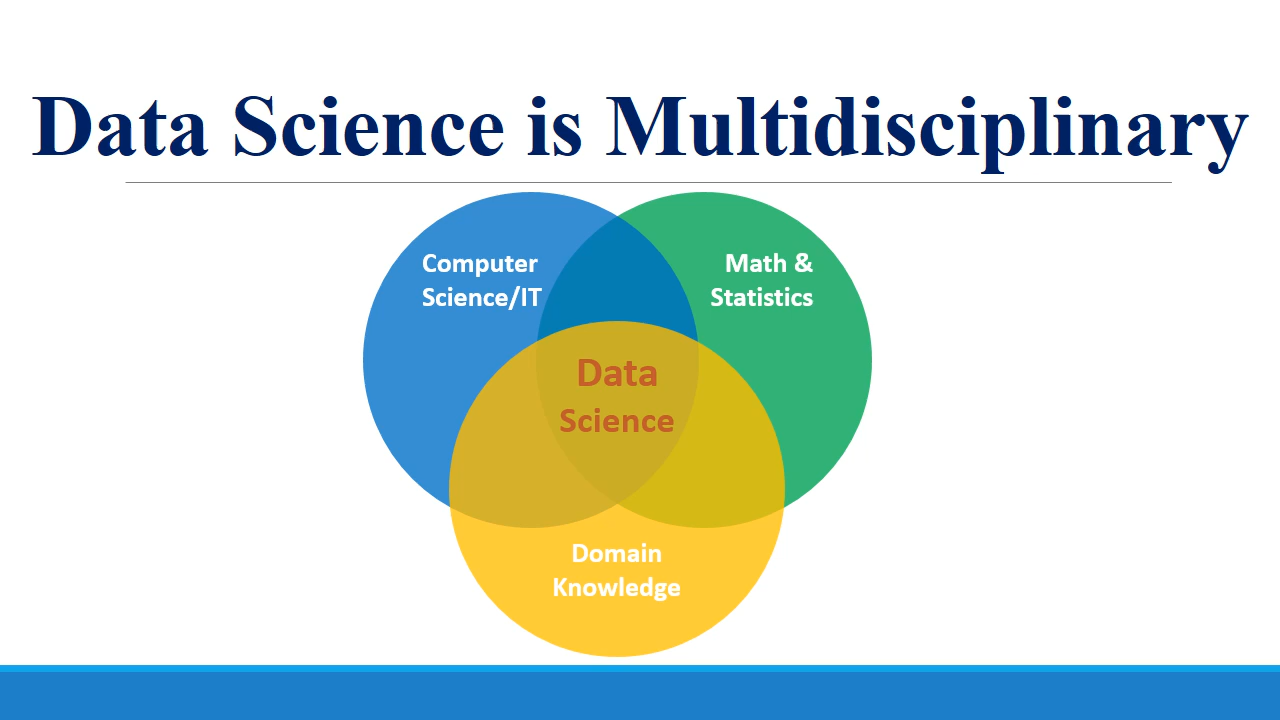 Data Science is Multidisciplinary
Computer
Science/IT
Math &
Statistics
Data
Science
Domain
Knowledge